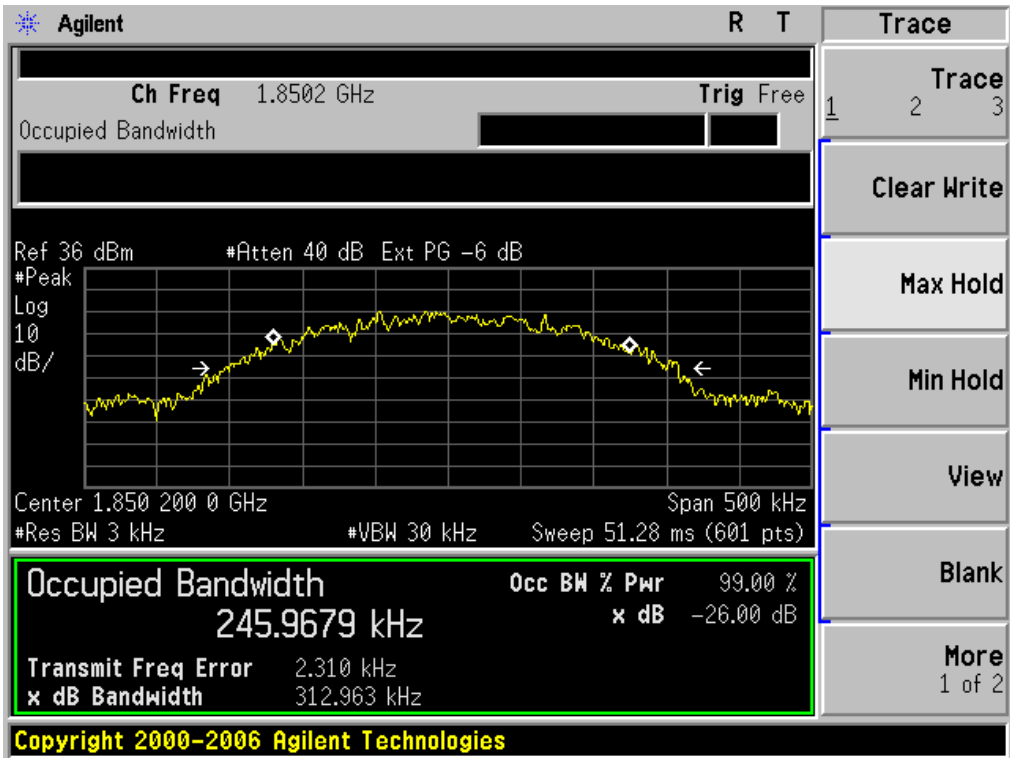 Agilent R T Trace
Ch Freq 1.8502 GHz Trig Free
Occupied Bandwidth
Trace
1 2 3
Clear Write
Ref 36 dBm #Atten 40 dB Ext PG -6 dB
#Peak
Log
10
dB/
Max Hold
Min Hold
View
Center 1.850 200 0 GHz Span 500 kHz
#Res BW 3 kHz #VBW 30 kHz Sweep 51.28 ms (601 pts)
Occupied Bandwidth Occ BW % Pwr 99.00 %
245.9679 kHz x dB -26.00 dB
Blank
Transmit Freq Error 2.310 kHz
x dB Bandwidth 312.963 kHz
More
1 of 2
Copyright 2000-2006 Agilent Technologies